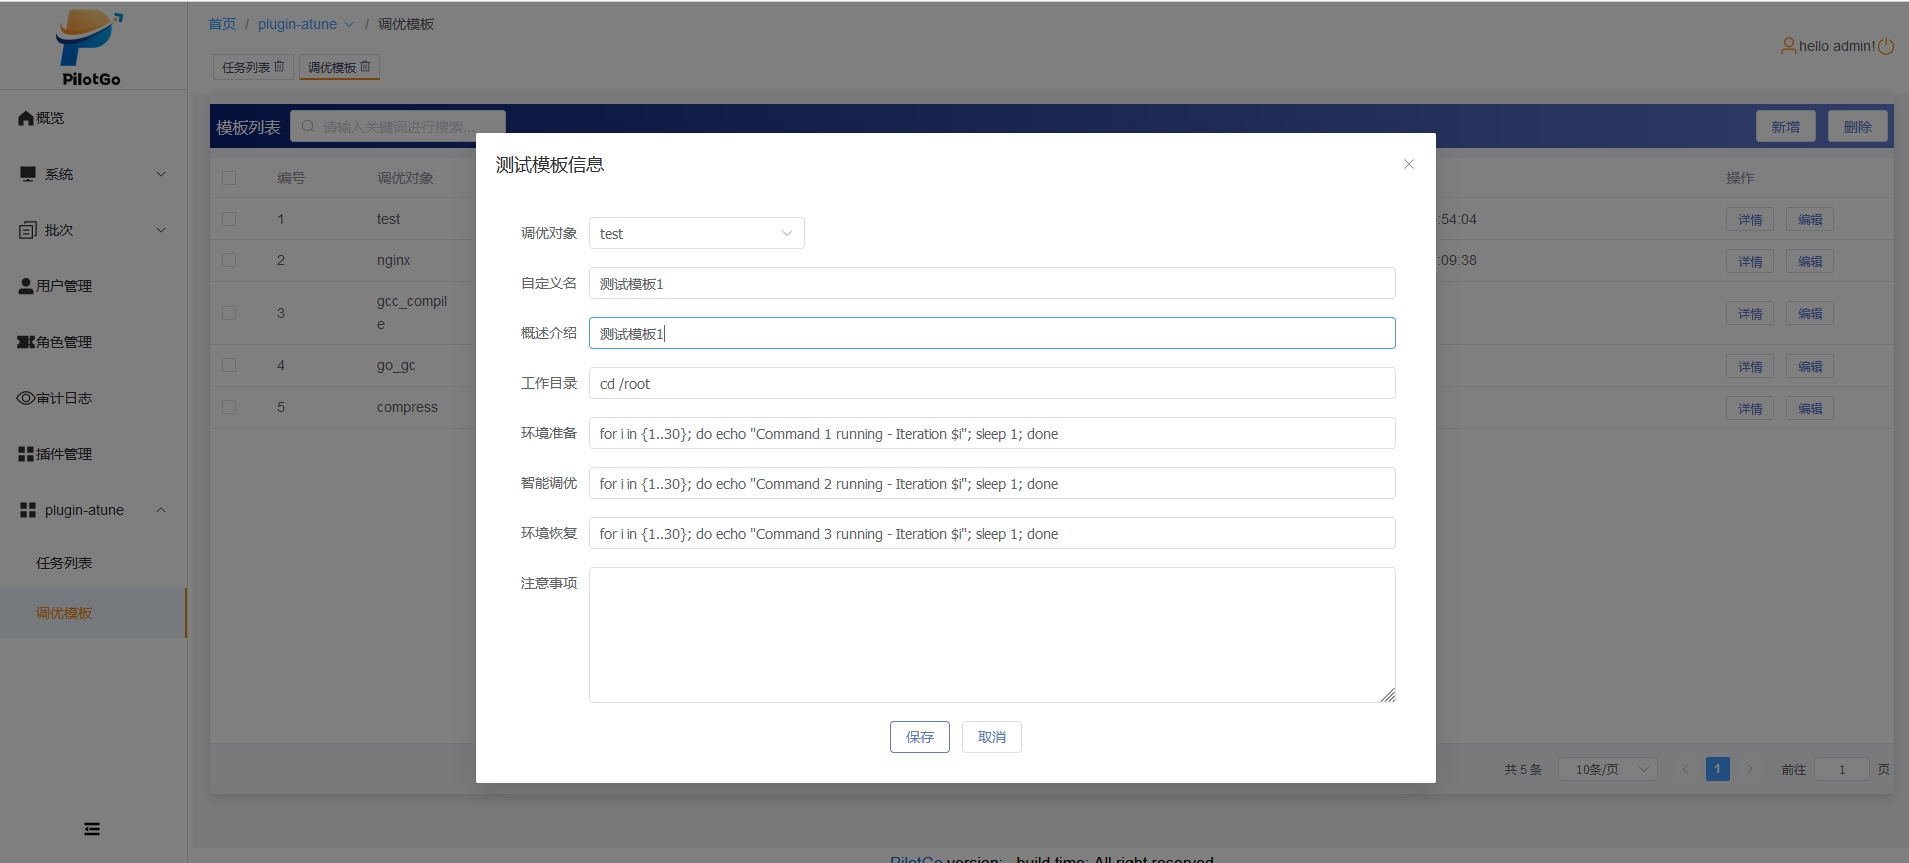 PilotGo
首页 / plugin-atune / 调优模板
任务列表 调优模板
hello admin!
概览
系统
批次
用户管理
角色管理
审计日志
插件管理
plugin-atune
任务列表
调优模板
模板列表 请输入关键词进行搜索... 新增 删除
编号 调优对象 操作
1 test :54:04 详情 编辑
2 nginx :09:38 详情 编辑
3 gcc_compil
e 详情 编辑
4 go_gc 详情 编辑
5 compress 详情 编辑
测试模板信息
调优对象 test
自定义名 测试模板1
概述介绍 测试模板1
工作目录 cd /root
环境准备 for i in {1..30}; do echo "Command 1 running - Iteration $i"; sleep 1; done
智能调优 for i in {1..30}; do echo "Command 2 running - Iteration $i"; sleep 1; done
环境恢复 for i in {1..30}; do echo "Command 3 running - Iteration $i"; sleep 1; done
注意事项
保存 取消
共 5 条 10条/页 1 前往 1 页
PilotGo version: build time: All right reserved